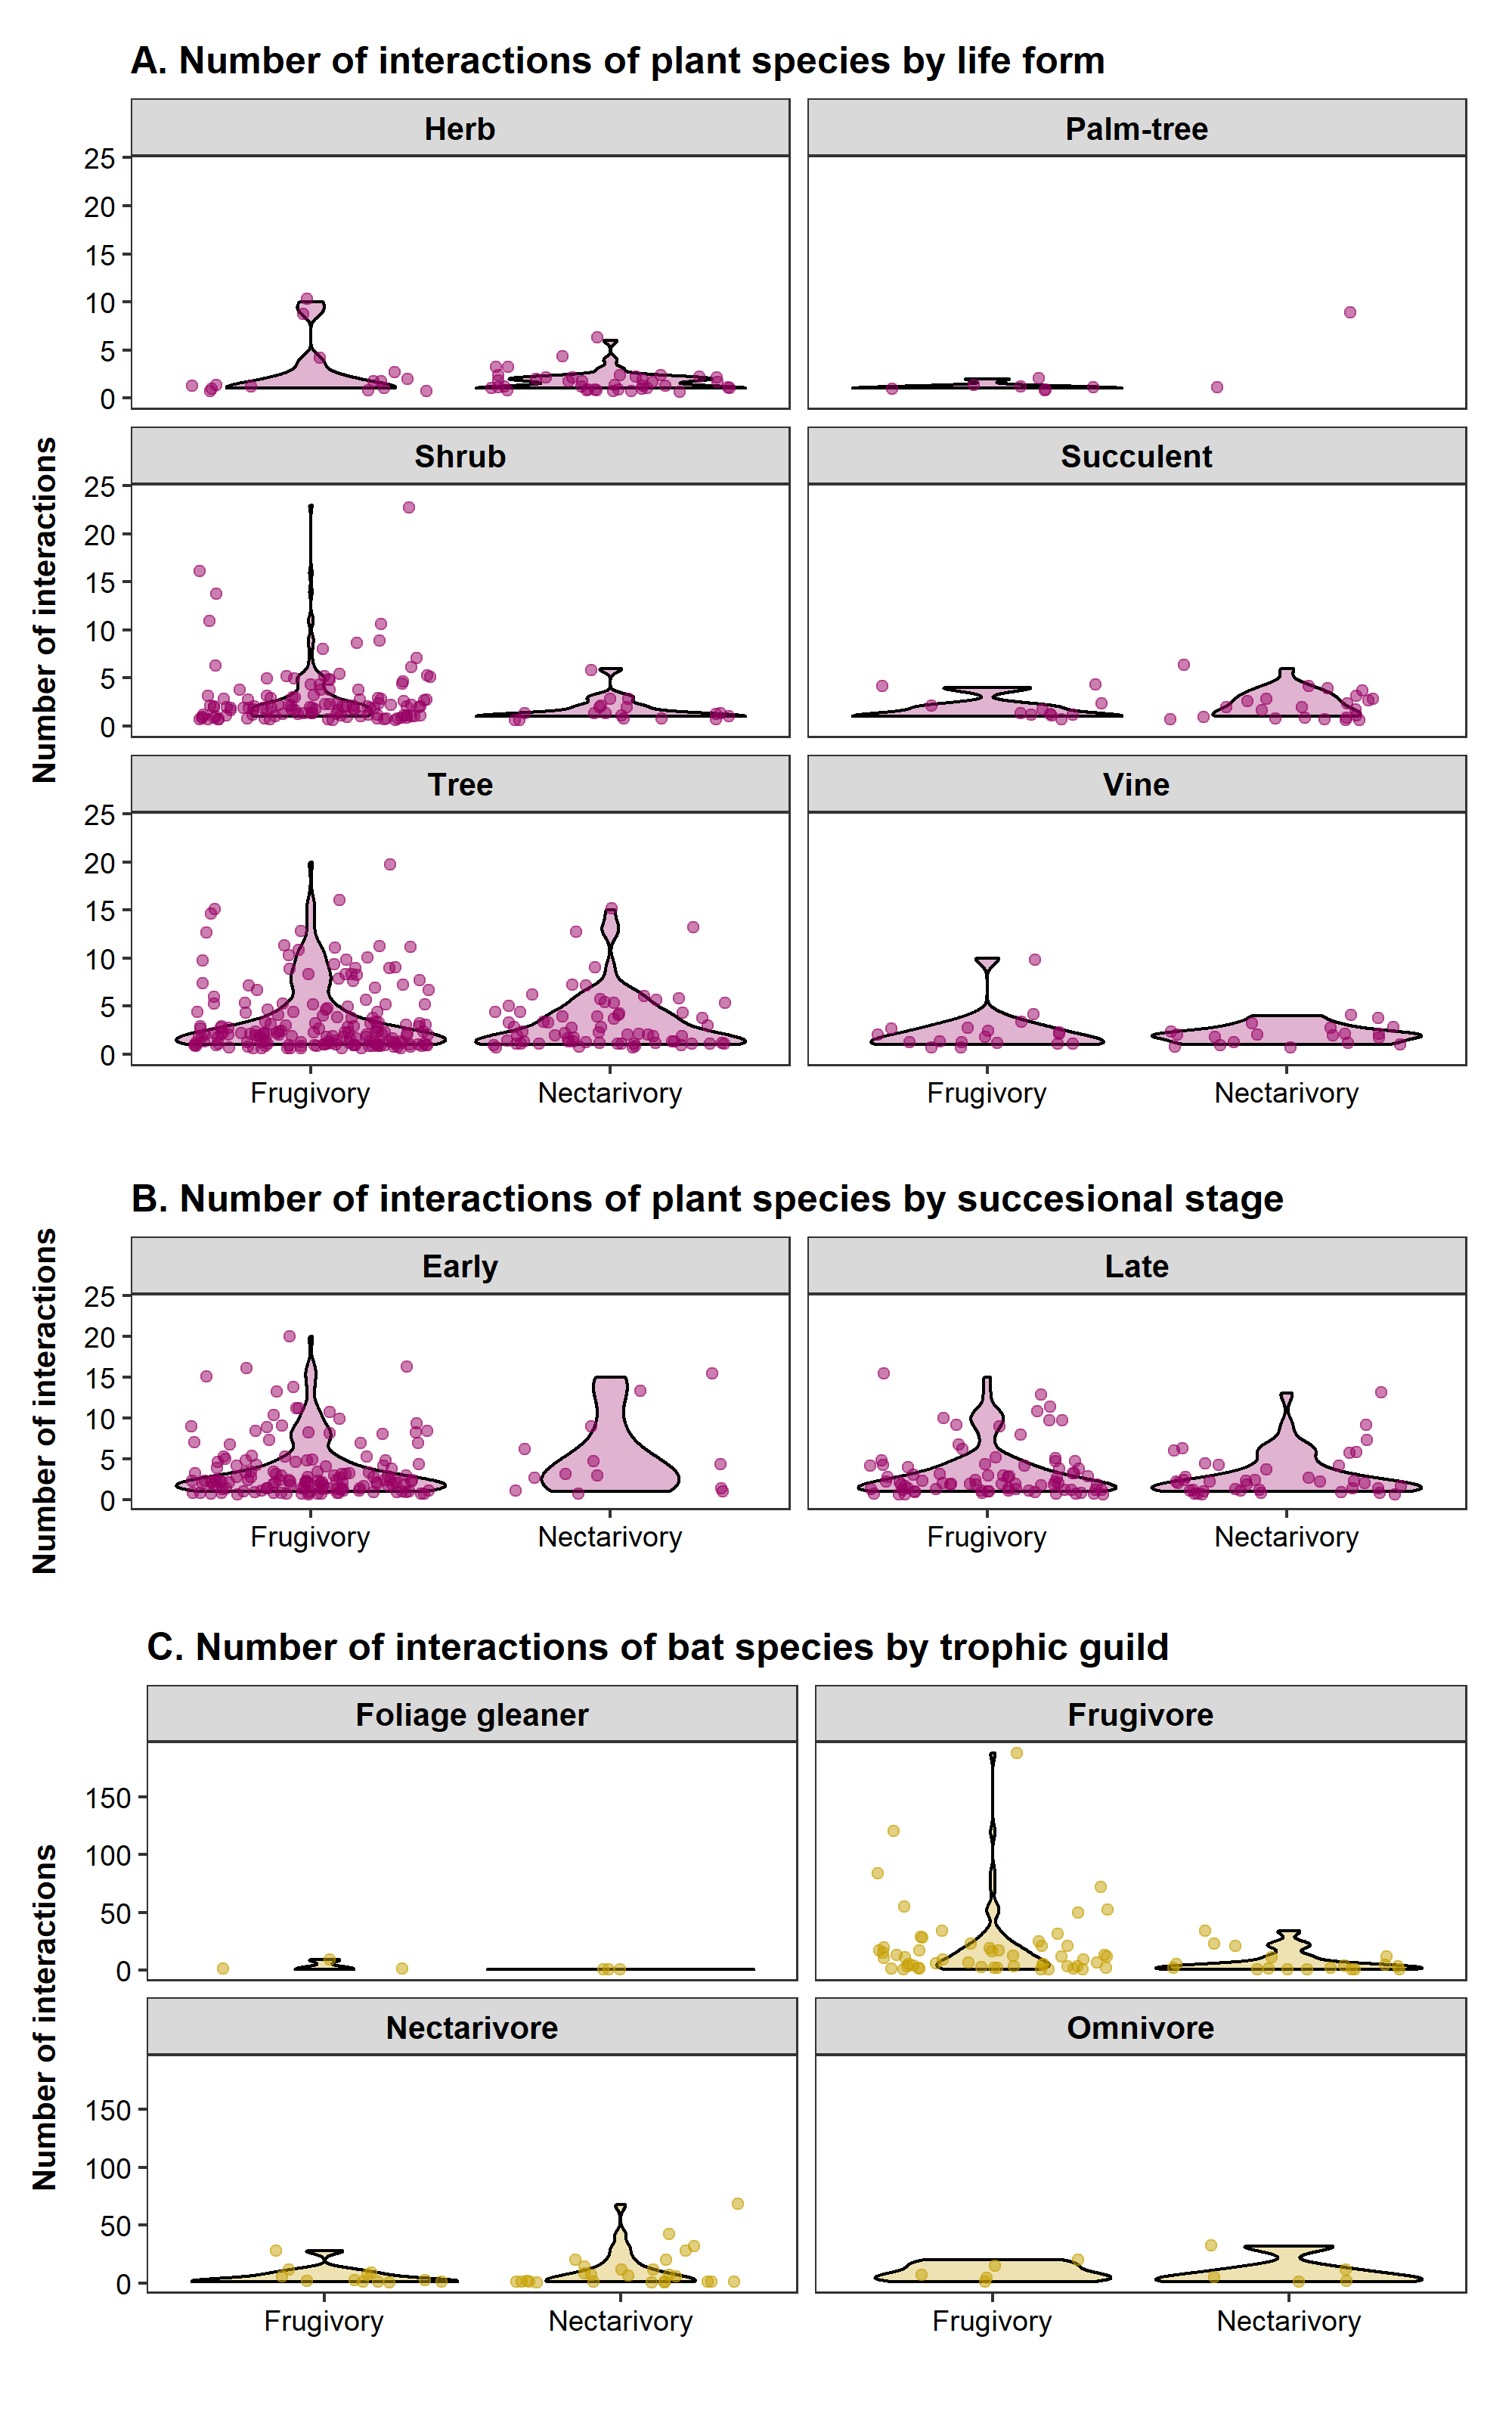 A. Number of interactions of plant species by life form
Herb
Palm-tree
25
20
15
10
5
0
Number of interactions
Shrub
Succulent
25
20
15
10
5
0
Tree
Vine
25
20
15
10
5
0
Frugivory
Nectarivory
Frugivory
Nectarivory
B. Number of interactions of plant species by succesional stage
Number of interactions
Early
Late
25
20
15
10
5
0
Frugivory
Nectarivory
Frugivory
Nectarivory
C. Number of interactions of bat species by trophic guild
Number of interactions
Foliage gleaner
Frugivore
150
100
50
0
Nectarivore
Omnivore
150
100
50
0
Frugivory
Nectarivory
Frugivory
Nectarivory